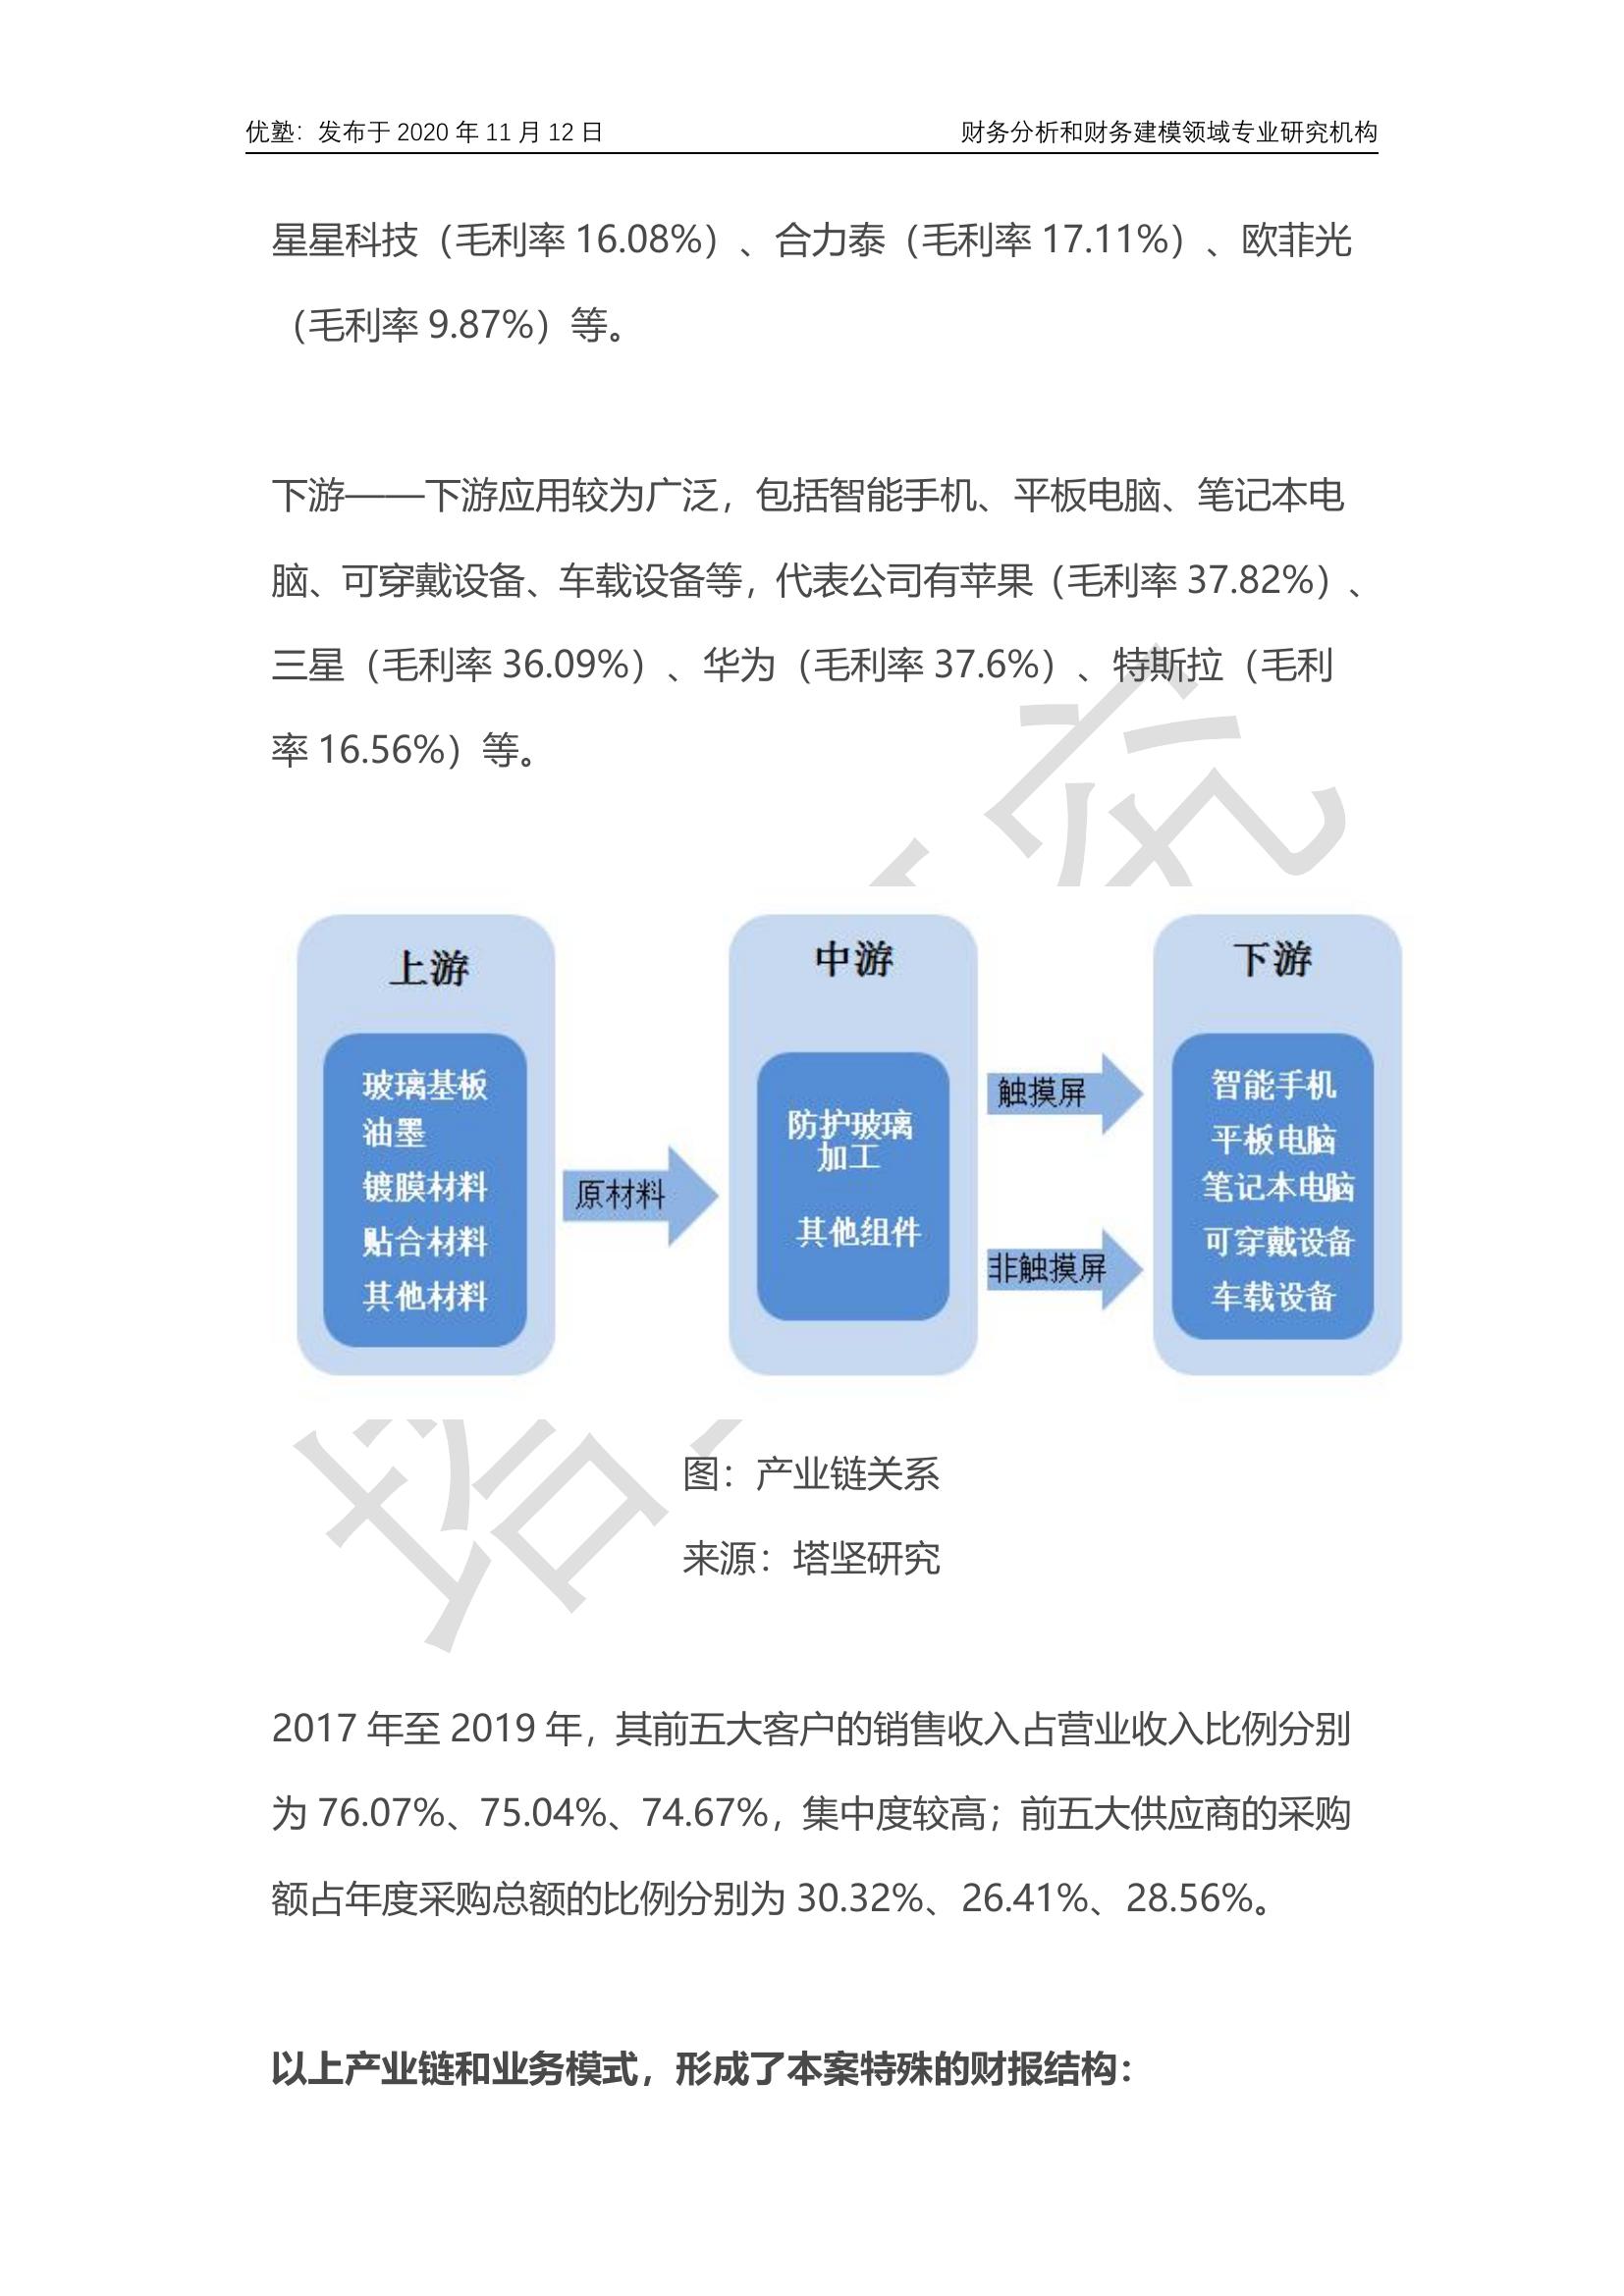 优塾：发布于 2020 年 11 月 12 日
财务分析和财务建模领域专业研究机构
星星科技（毛利率 16.08%）、合力泰（毛利率 17.11%）、欧菲光
（毛利率 9.87%）等。
下游——下游应用较为广泛，包括智能手机、平板电脑、笔记本电
脑、可穿戴设备、车载设备等，代表公司有苹果（毛利率 37.82%）、
三星（毛利率 36.09%）、华为（毛利率 37.6%）、特斯拉（毛利
率 16.56%）等。
上游
玻璃基板
油墨
镀膜材料
贴合材料
其他材料
原材料
中游
防护玻璃
加工
其他组件
触摸屏
非触摸屏
下游
智能手机
平板电脑
笔记本电脑
可穿戴设备
车载设备
图：产业链关系
来源：塔坚研究
2017 年至 2019 年，其前五大客户的销售收入占营业收入比例分别
为 76.07%、75.04%、74.67%，集中度较高；前五大供应商的采购
额占年度采购总额的比例分别为 30.32%、26.41%、28.56%。
以上产业链和业务模式，形成了本案特殊的财报结构：